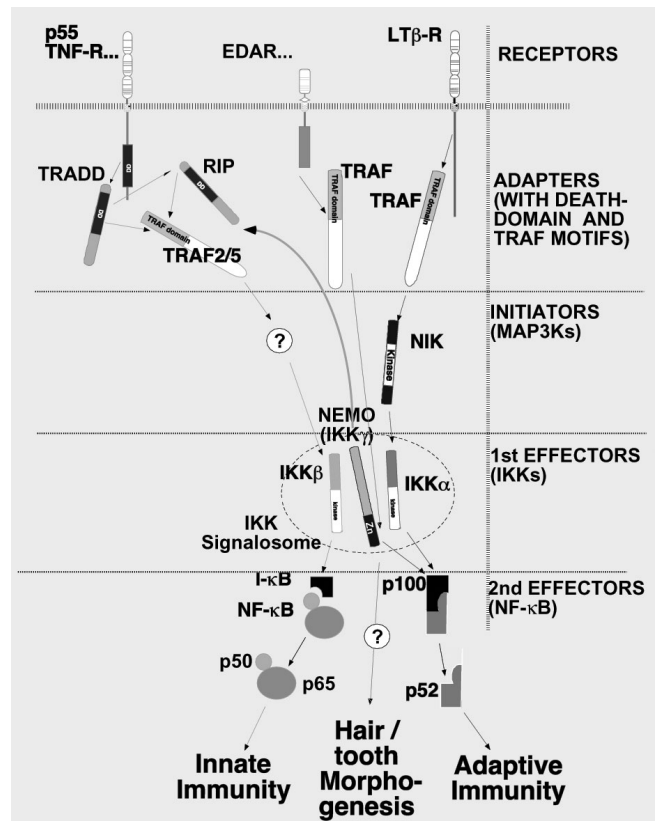 p55
TNF-R...
EDAR...
LTβ-R
RECEPTORS
TRADD
DD
DD
RIP
DD
TRAF domain
TRAF2/5
TRAF
TRAF domain
TRAF
TRAF domain
ADAPTERS
(WITH DEATH-
DOMAIN AND
TRAF MOTIFS)
?
NIK
Kinase
INITIATORS
(MAP3Ks)
NEMO
(IKKγ)
IKKβ
kinase
Zn
IKKα
kinase
IKK
Signalosome
1st EFFECTORS
(IKKs)
I-κB
NF-κB
p100
2nd EFFECTORS
(NF-κB)
?
p50
p65
p52
Innate
Immunity
Hair /
tooth
Morpho-
genesis
Adaptive
Immunity